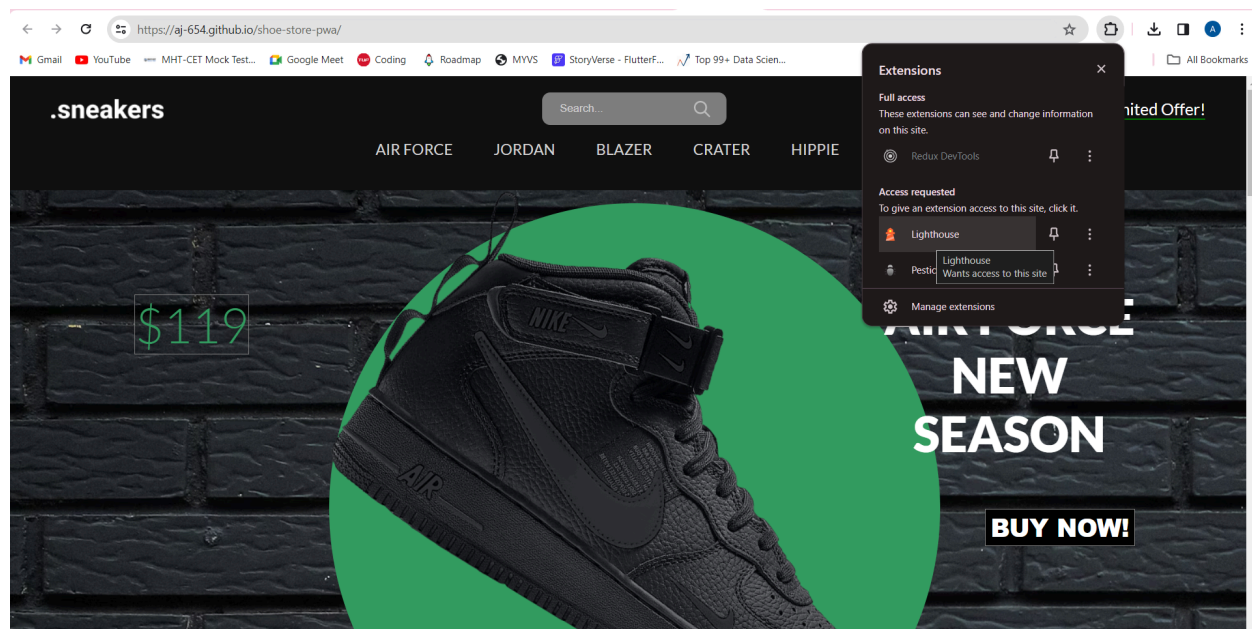 https://aj-654.github.io/shoe-store-pwa/
A
Gmail YouTube MHT-CET Mock Test... Google Meet Coding Roadmap MYVS StoryVerse - FlutterF... Top 99+ Data Scien... All Bookmarks
Extensions
Full access
These extensions can see and change information
on this site.
Redux DevTools
Access requested
To give an extension access to this site, click it.
Lighthouse
Lighthouse
Wants access to this site
Pestic
Manage extensions
.sneakers Search... mited Offer!
AIR FORCE JORDAN BLAZER CRATER HIPPIE
$119
NIKE
AIR
AIR FORCE
NEW
SEASON
BUY NOW!